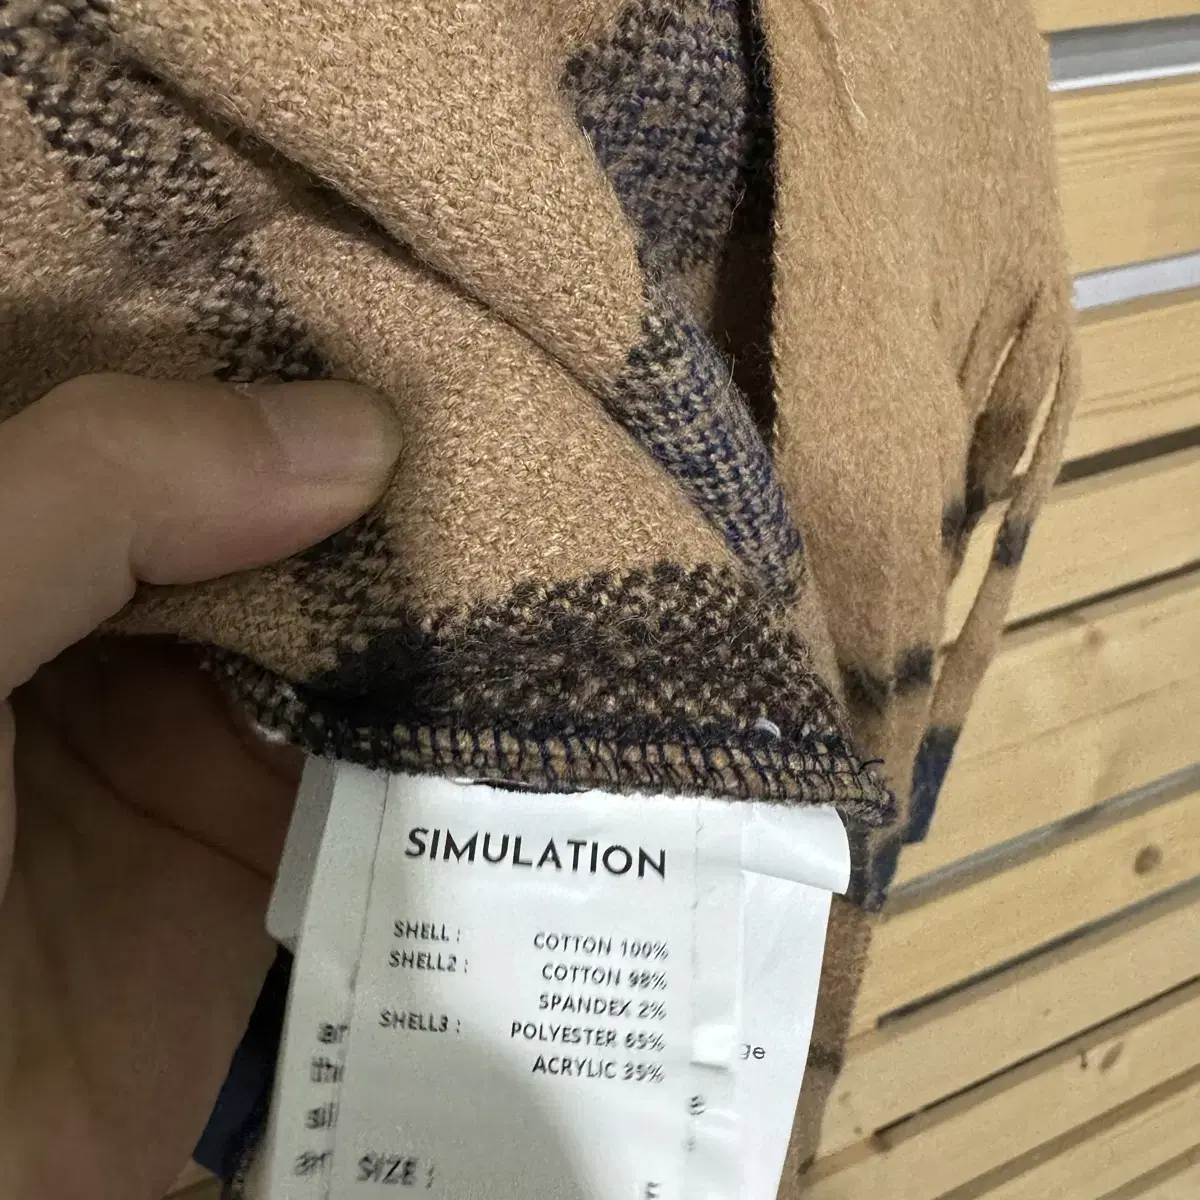 SIMULATION
SHELL : COTTON 100%
SHELL2 : COTTON 98%
SPANDEX 2%
SHELL3 : POLYESTER 65%
ACRYLIC 35%
SIZE :